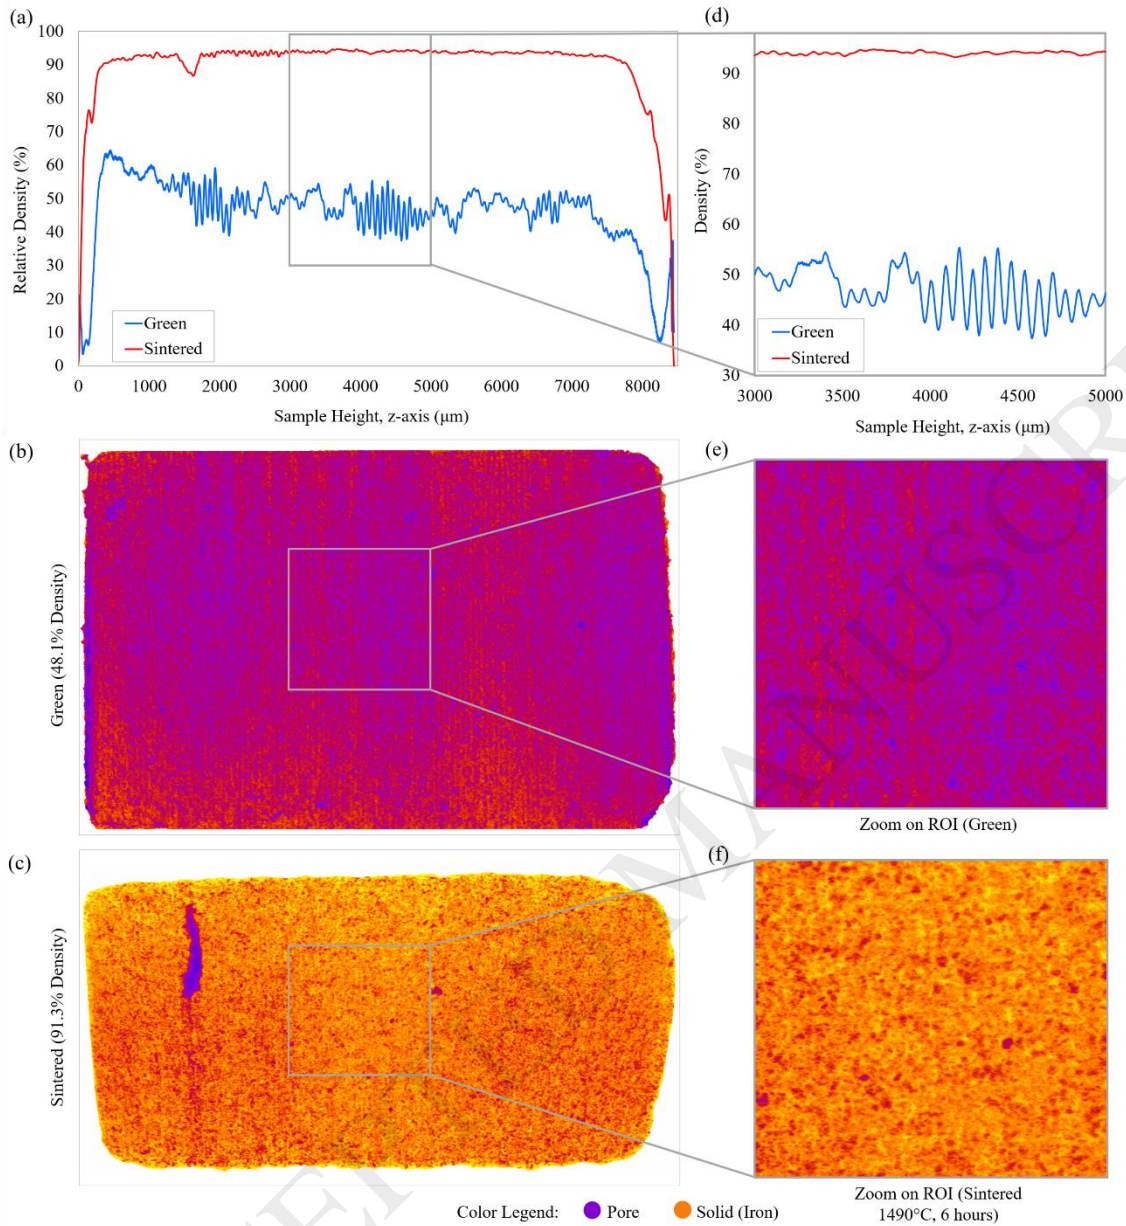 (a)
100
90
80
70
60
50
40
30
20
10
0
Relative Density (%)
Green
Sintered
0 1000 2000 3000 4000 5000 6000 7000 8000
Sample Height, z-axis (μm)
(d)
90
80
70
60
50
40
30
Density (%)
Green
Sintered
3000 3500 4000 4500 5000
Sample Height, z-axis (μm)
(b)
Green (48.1% Density)
(e)
Zoom on ROI (Green)
(c)
Sintered (91.3% Density)
(f)
Zoom on ROI (Sintered
1490°C, 6 hours)
Color Legend: Pore Solid (Iron)